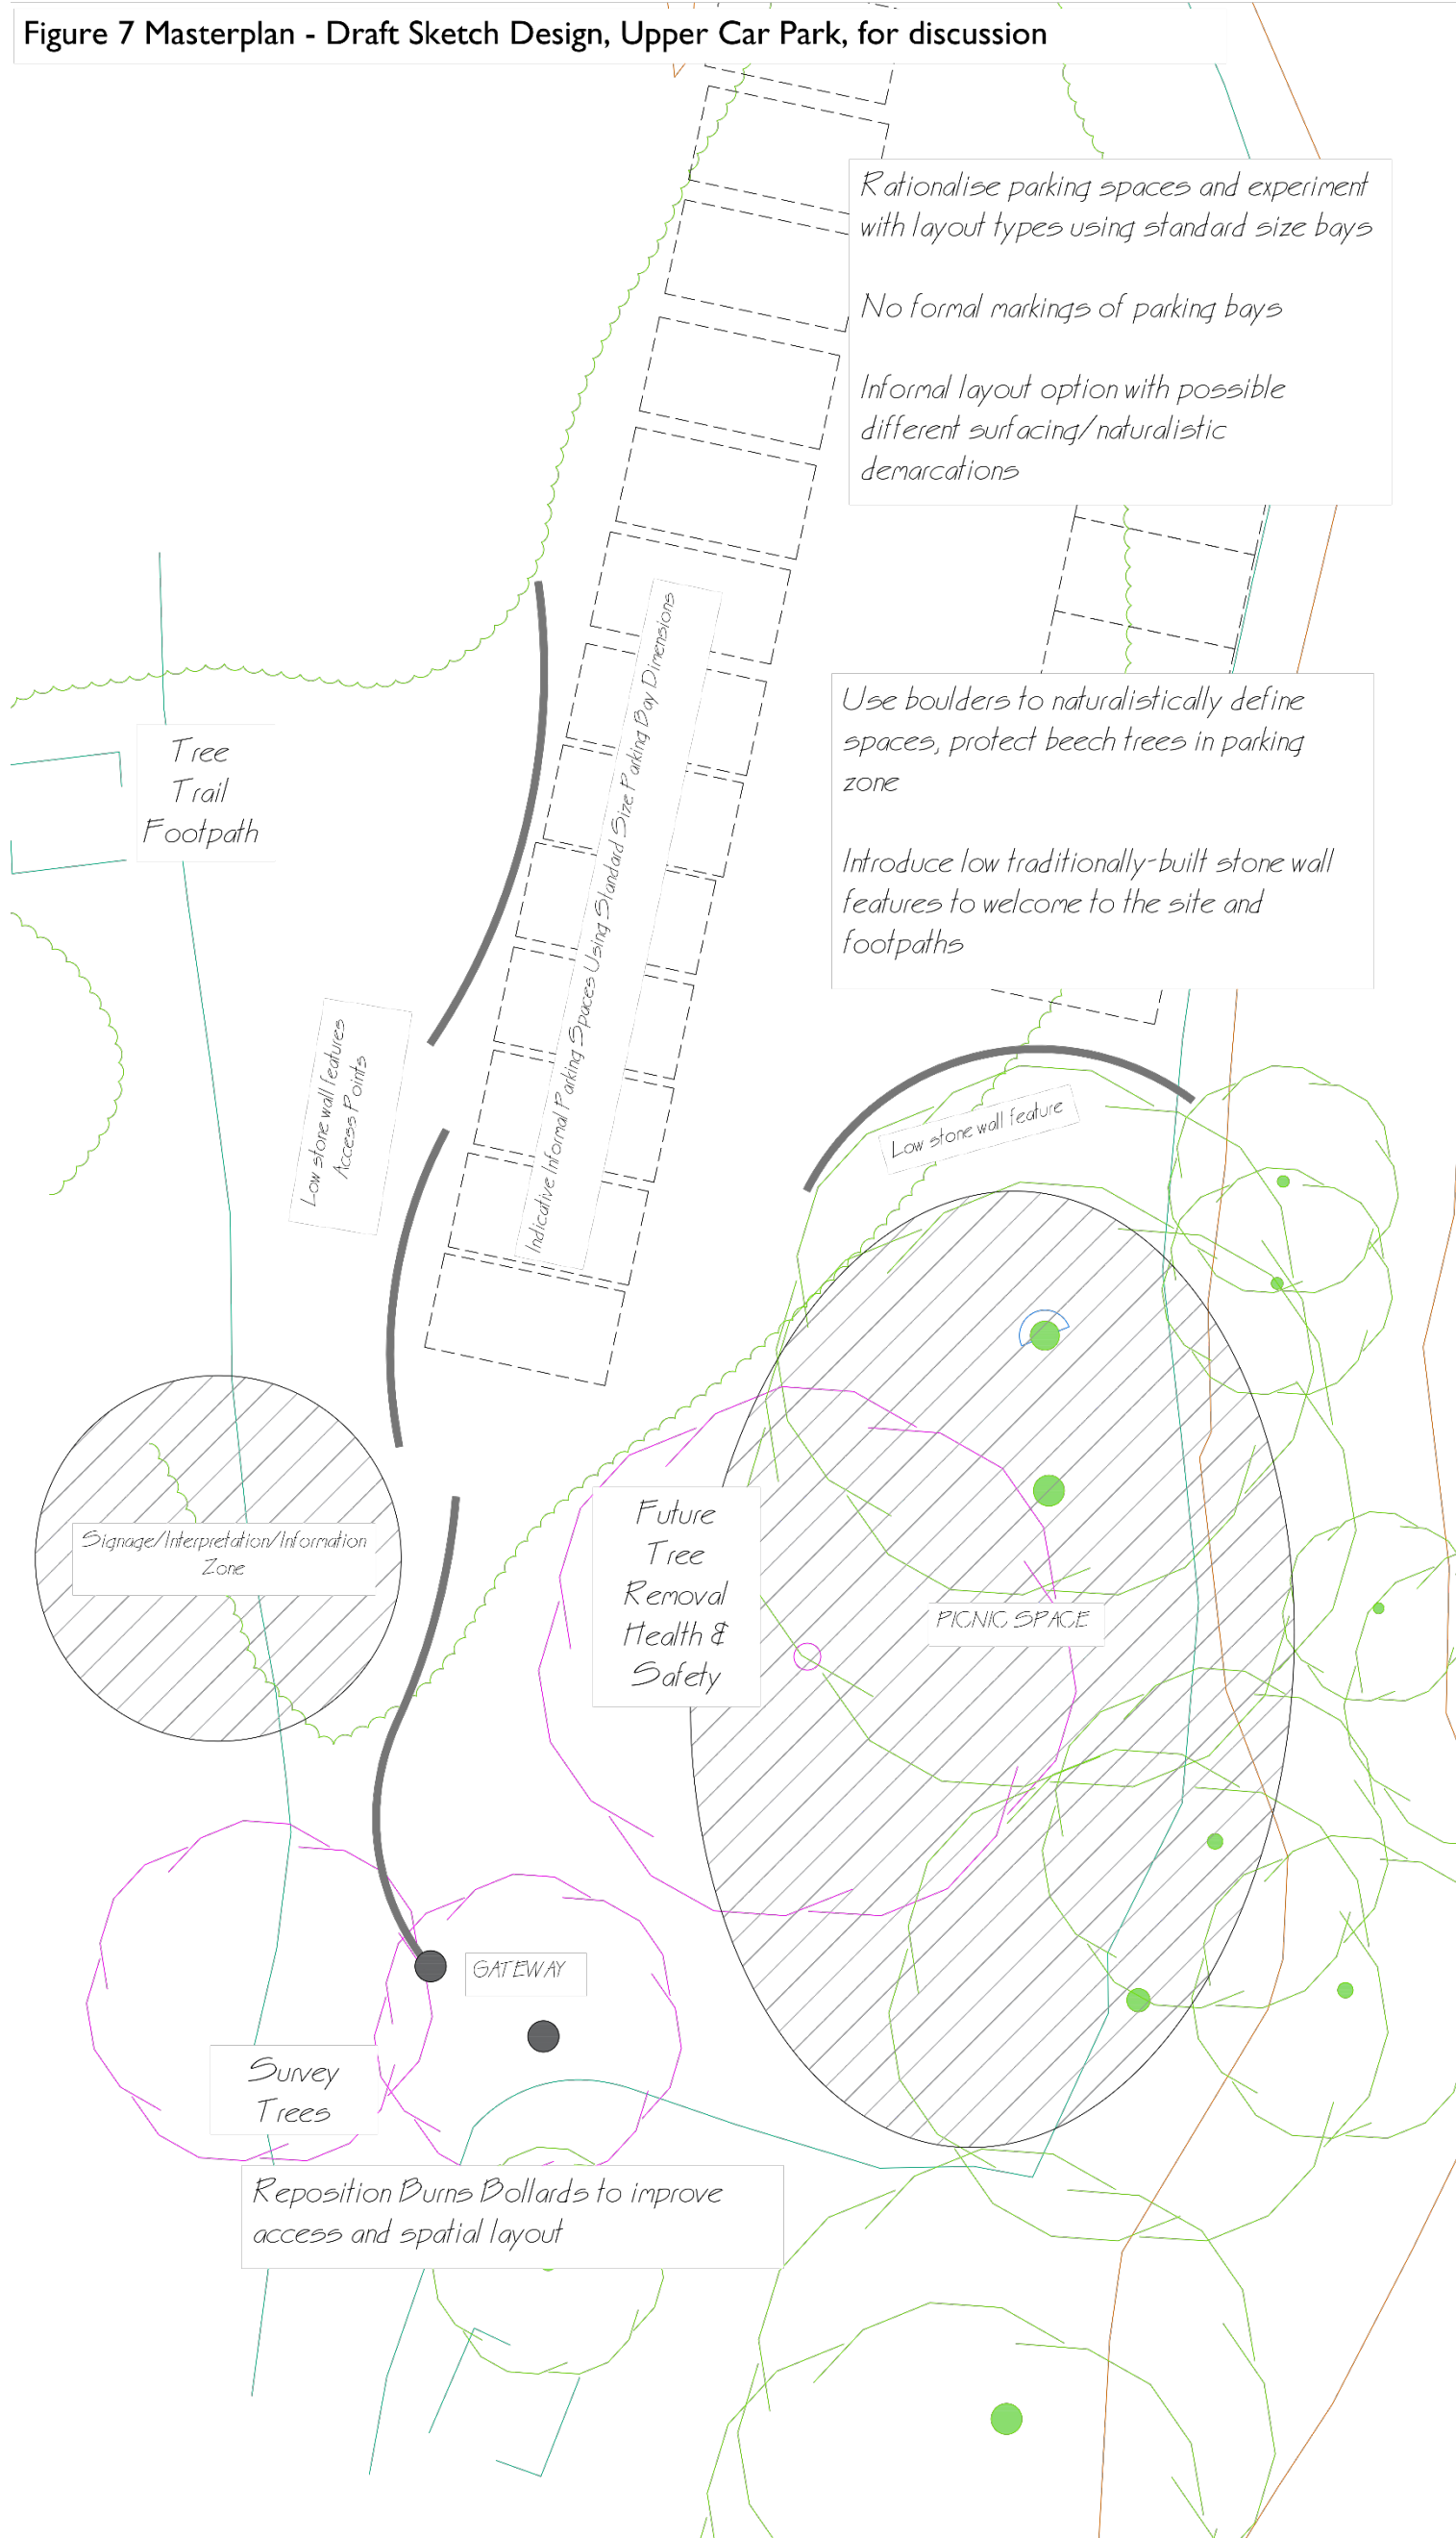 Figure 7 Masterplan - Draft Sketch Design, Upper Car Park, for discussion
Rationalise parking spaces and experiment
with layout types using standard size bays
No formal markings of parking bays
Informal layout option with possible
different surfacing/naturalistic
demarcations
Indicative Informal Parking Spaces Using Standard Size Parking Bay Dimensions
Use boulders to naturalistically define
spaces, protect beech trees in parking
zone
Introduce low traditionally-built stone wall
features to welcome to the site and
footpaths
Tree
Trail
Footpath
Low stone wall features
Access Points
Low stone wall feature
Signage/Interpretation/Information
Zone
Future
Tree
Removal
Health &
Safety
PICNIC SPACE
GATEWAY
Survey
Trees
Reposition Burns Bollards to improve
access and spatial layout